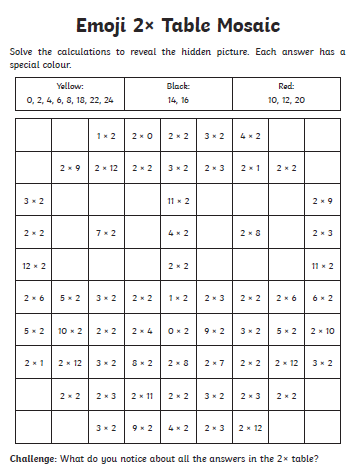 Emoji 2× Table Mosaic
Solve the calculations to reveal the hidden picture. Each answer has a
special colour.
Yellow: Black: Red:
0, 2, 4, 6, 8, 18, 22, 24 14, 16 10, 12, 20
1 × 2 2 × 0 2 × 2 3 × 2 4 × 2
2 × 9 2 × 12 2 × 2 3 × 2 2 × 3 2 × 1 2 × 2
3 × 2 11 × 2 2 × 9
2 × 2 7 × 2 4 × 2 2 × 8 2 × 3
12 × 2 2 × 2 11 × 2
2 × 6 5 × 2 3 × 2 2 × 2 1 × 2 2 × 3 2 × 2 2 × 6 6 × 2
5 × 2 10 × 2 2 × 2 2 × 4 0 × 2 9 × 2 3 × 2 5 × 2 2 × 10
2 × 1 2 × 12 3 × 2 8 × 2 2 × 8 2 × 7 2 × 2 2 × 12 3 × 2
2 × 2 2 × 3 2 × 11 2 × 2 3 × 2 2 × 3 2 × 2
3 × 2 9 × 2 4 × 2 2 × 3 2 × 12
Challenge: What do you notice about all the answers in the 2× table?